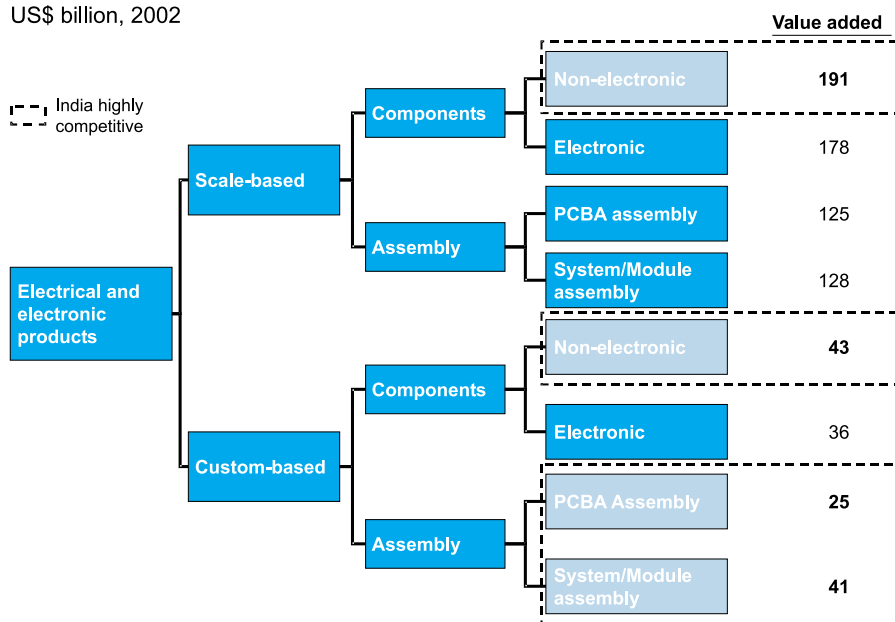 US$ billion, 2002
Value added
India highly
competitive
Non-electronic
191
Components
Electronic
178
Scale-based
PCBA assembly
125
Assembly
System/Module
assembly
128
Electrical and
electronic
products
Non-electronic
43
Components
Electronic
36
Custom-based
PCBA Assembly
25
Assembly
System/Module
assembly
41